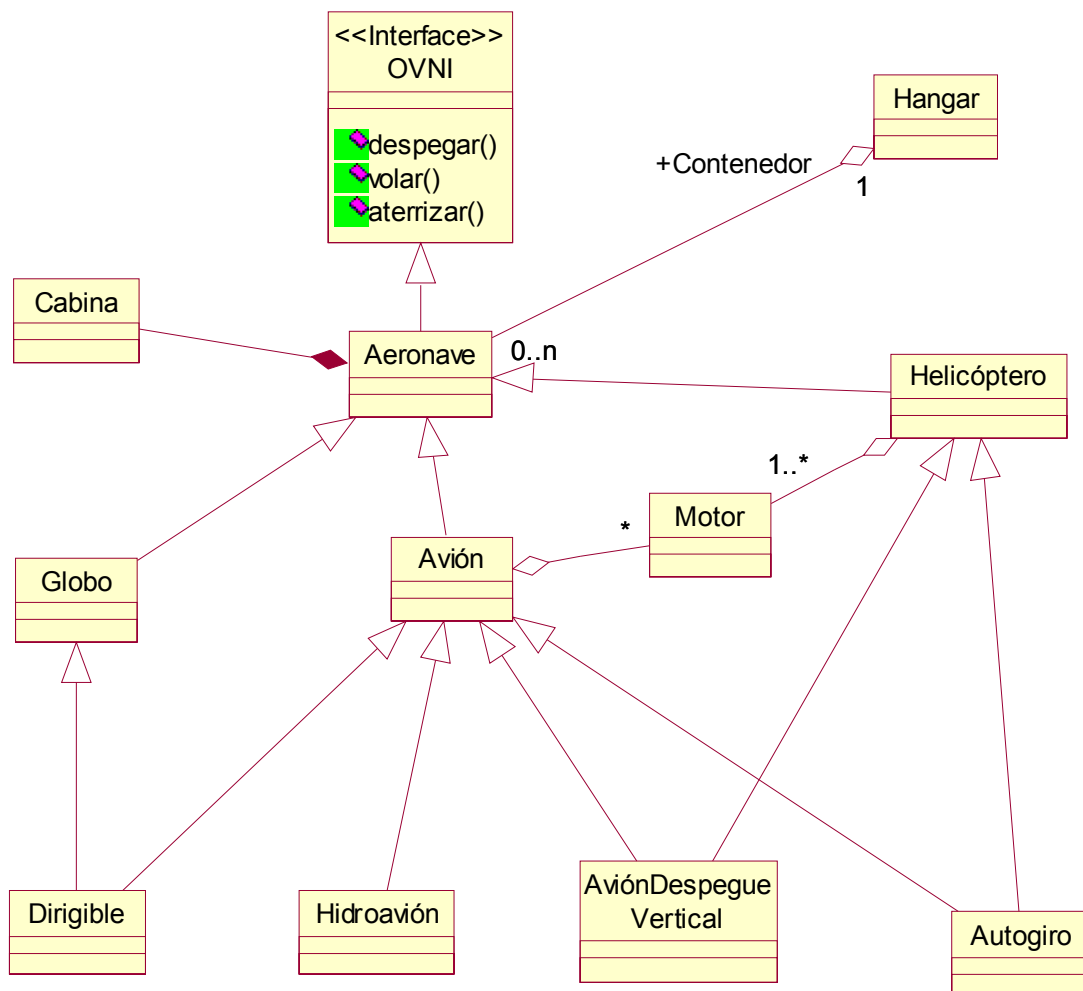 <<Interface>>
OVNI
despegar()
volar()
aterrizar()
Hangar
+Contenedor
1
Cabina
Aeronave
0..n
Helicóptero
1..*
Motor
*
Avión
Globo
Dirigible
Hidroavión
AviónDespegue
Vertical
Autogiro